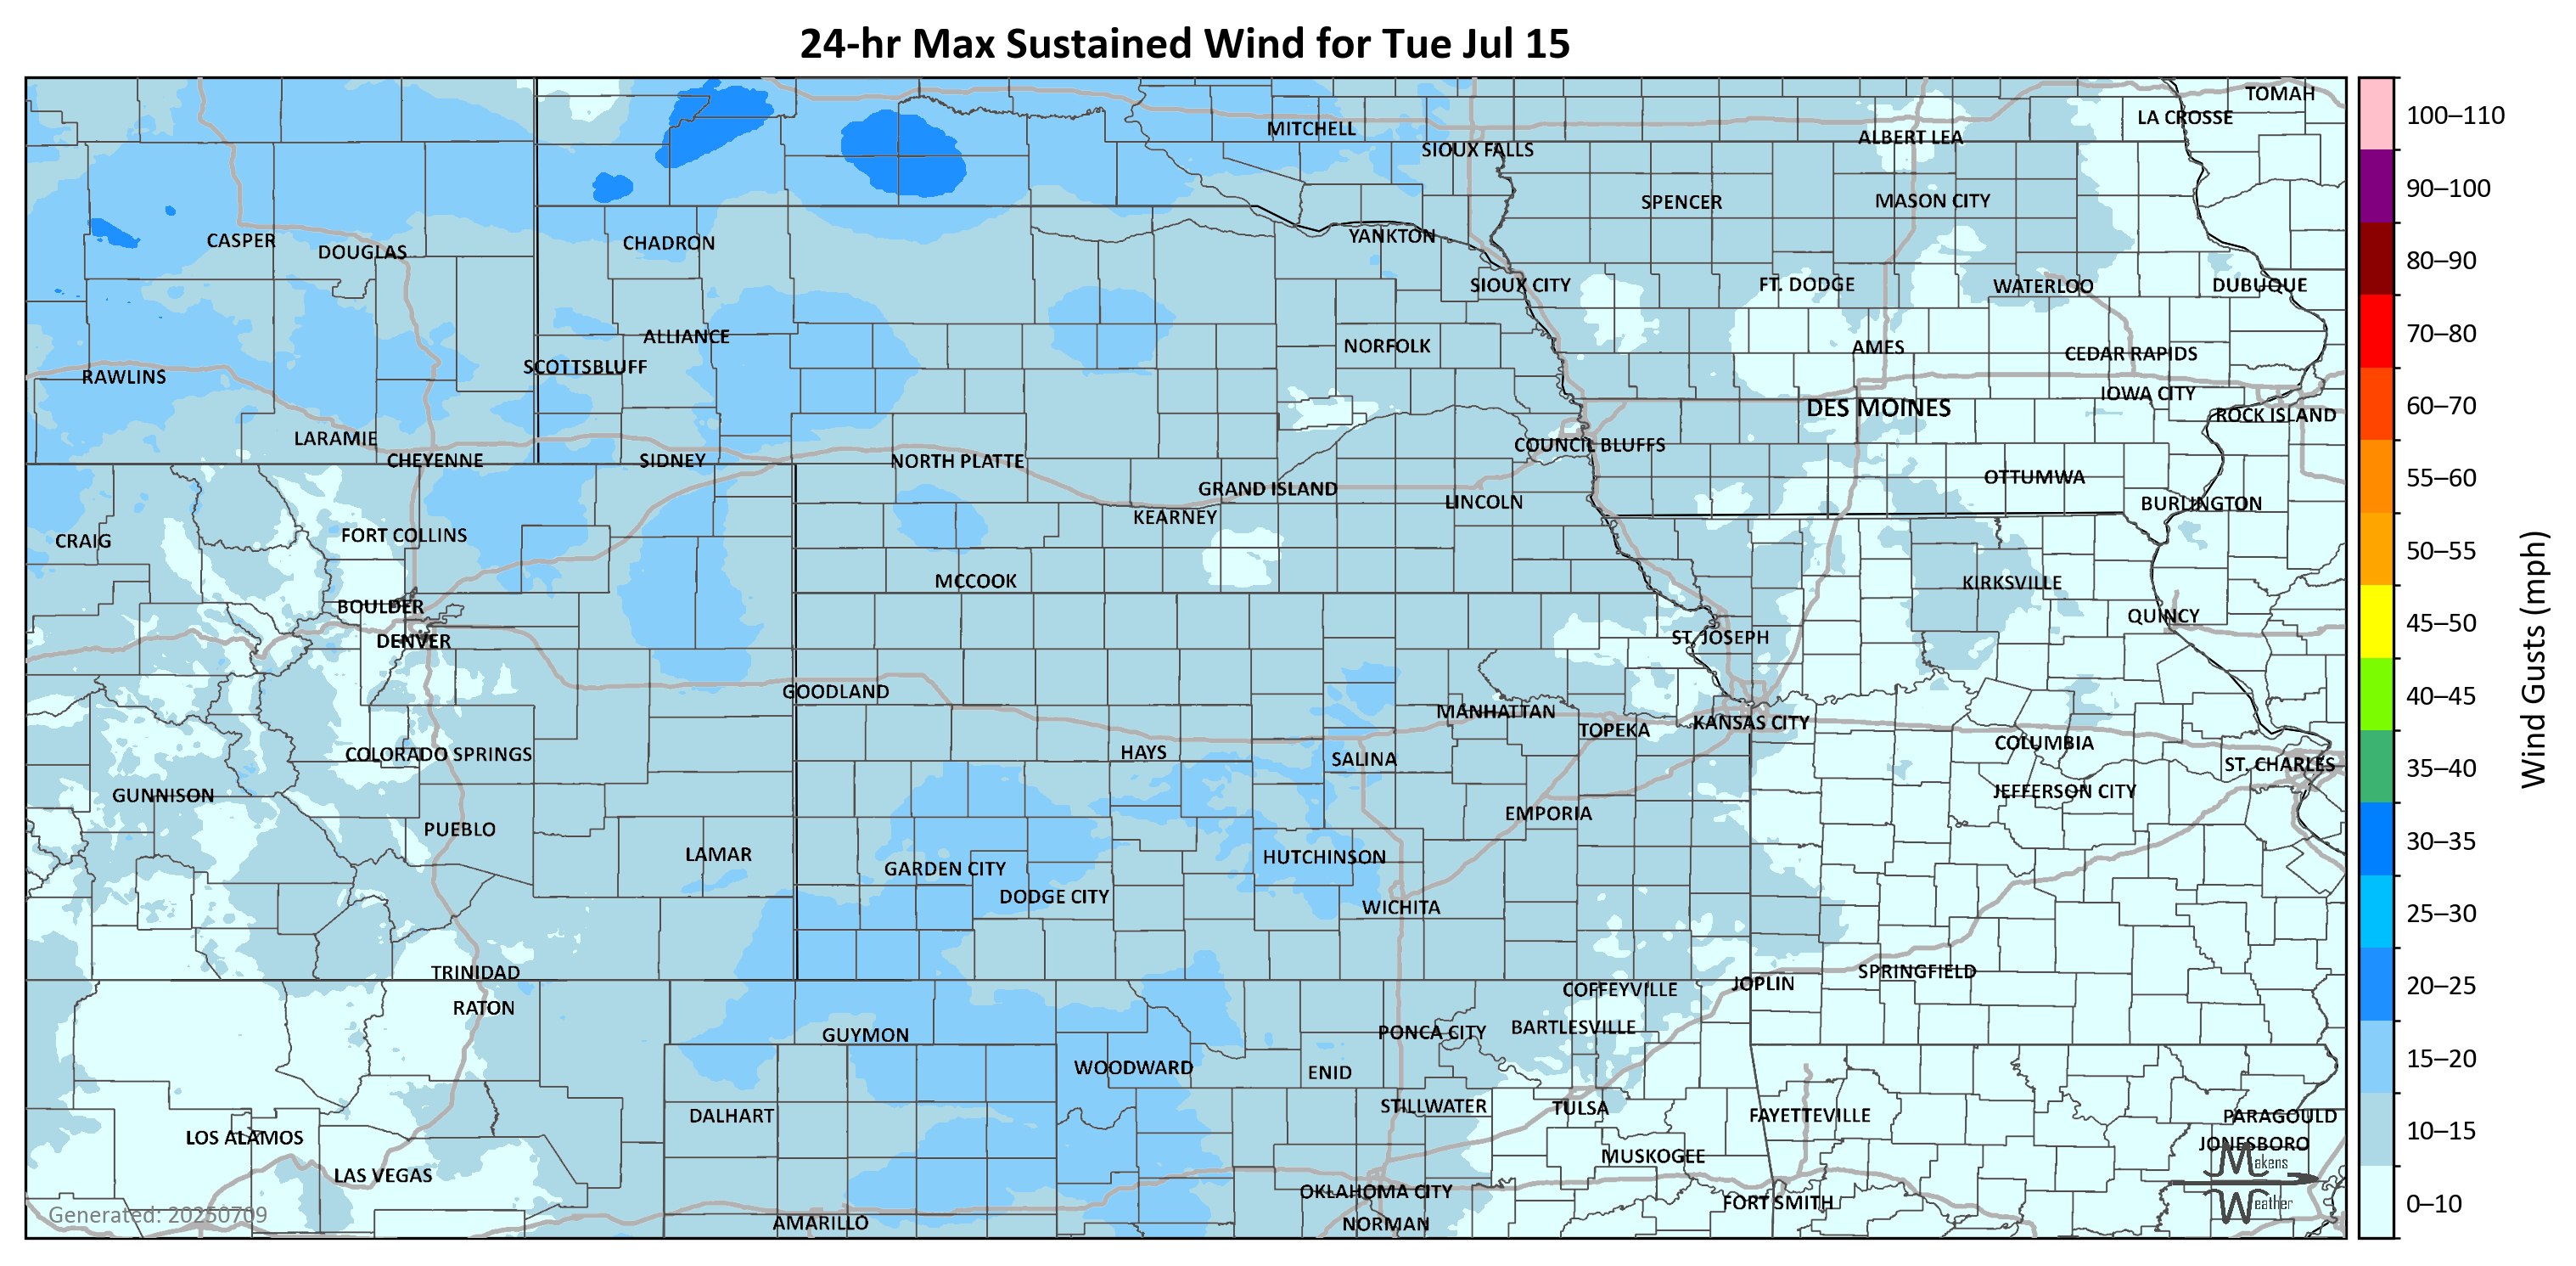 24-hr Max Sustained Wind for Tue Jul 15
TOMAH
LA CROSSE
MITCHELL
ALBERT LEA
SIOUX FALLS
SPENCER
MASON CITY
CASPER
DOUGLAS
CHADRON
YANKTON
SIOUX CITY
FT. DODGE
WATERLOO
DUBUQUE
ALLIANCE
NORFOLK
AMES
CEDAR RAPIDS
SCOTTSBLUFF
RAWLINS
IOWA CITY
DES MOINES
ROCK ISLAND
LARAMIE
COUNCIL BLUFFS
CHEYENNE
SIDNEY
NORTH PLATTE
OTTUMWA
GRAND ISLAND
LINCOLN
BURLINGTON
KEARNEY
CRAIG
FORT COLLINS
MCCOOK
KIRKSVILLE
BOULDER
QUINCY
DENVER
ST. JOSEPH
GOODLAND
MANHATTAN
TOPEKA
KANSAS CITY
COLUMBIA
COLORADO SPRINGS
HAYS
SALINA
ST. CHARLES
GUNNISON
JEFFERSON CITY
EMPORIA
PUEBLO
LAMAR
HUTCHINSON
GARDEN CITY
DODGE CITY
WICHITA
TRINIDAD
SPRINGFIELD
JOPLIN
COFFEYVILLE
RATON
GUYMON
PONCA CITY
BARTLESVILLE
WOODWARD
ENID
STILLWATER
TULSA
DALHART
FAYETTEVILLE
PARAGOULD
LOS ALAMOS
JONESBORO
MUSKOGEE
LAS VEGAS
OKLAHOMA CITY
FORT SMITH
AMARILLO
NORMAN
Generated: 20250709
Makens
Weather
100–110
90–100
80–90
70–80
60–70
55–60
50–55
45–50
40–45
35–40
30–35
25–30
20–25
15–20
10–15
0–10
Wind Gusts (mph)